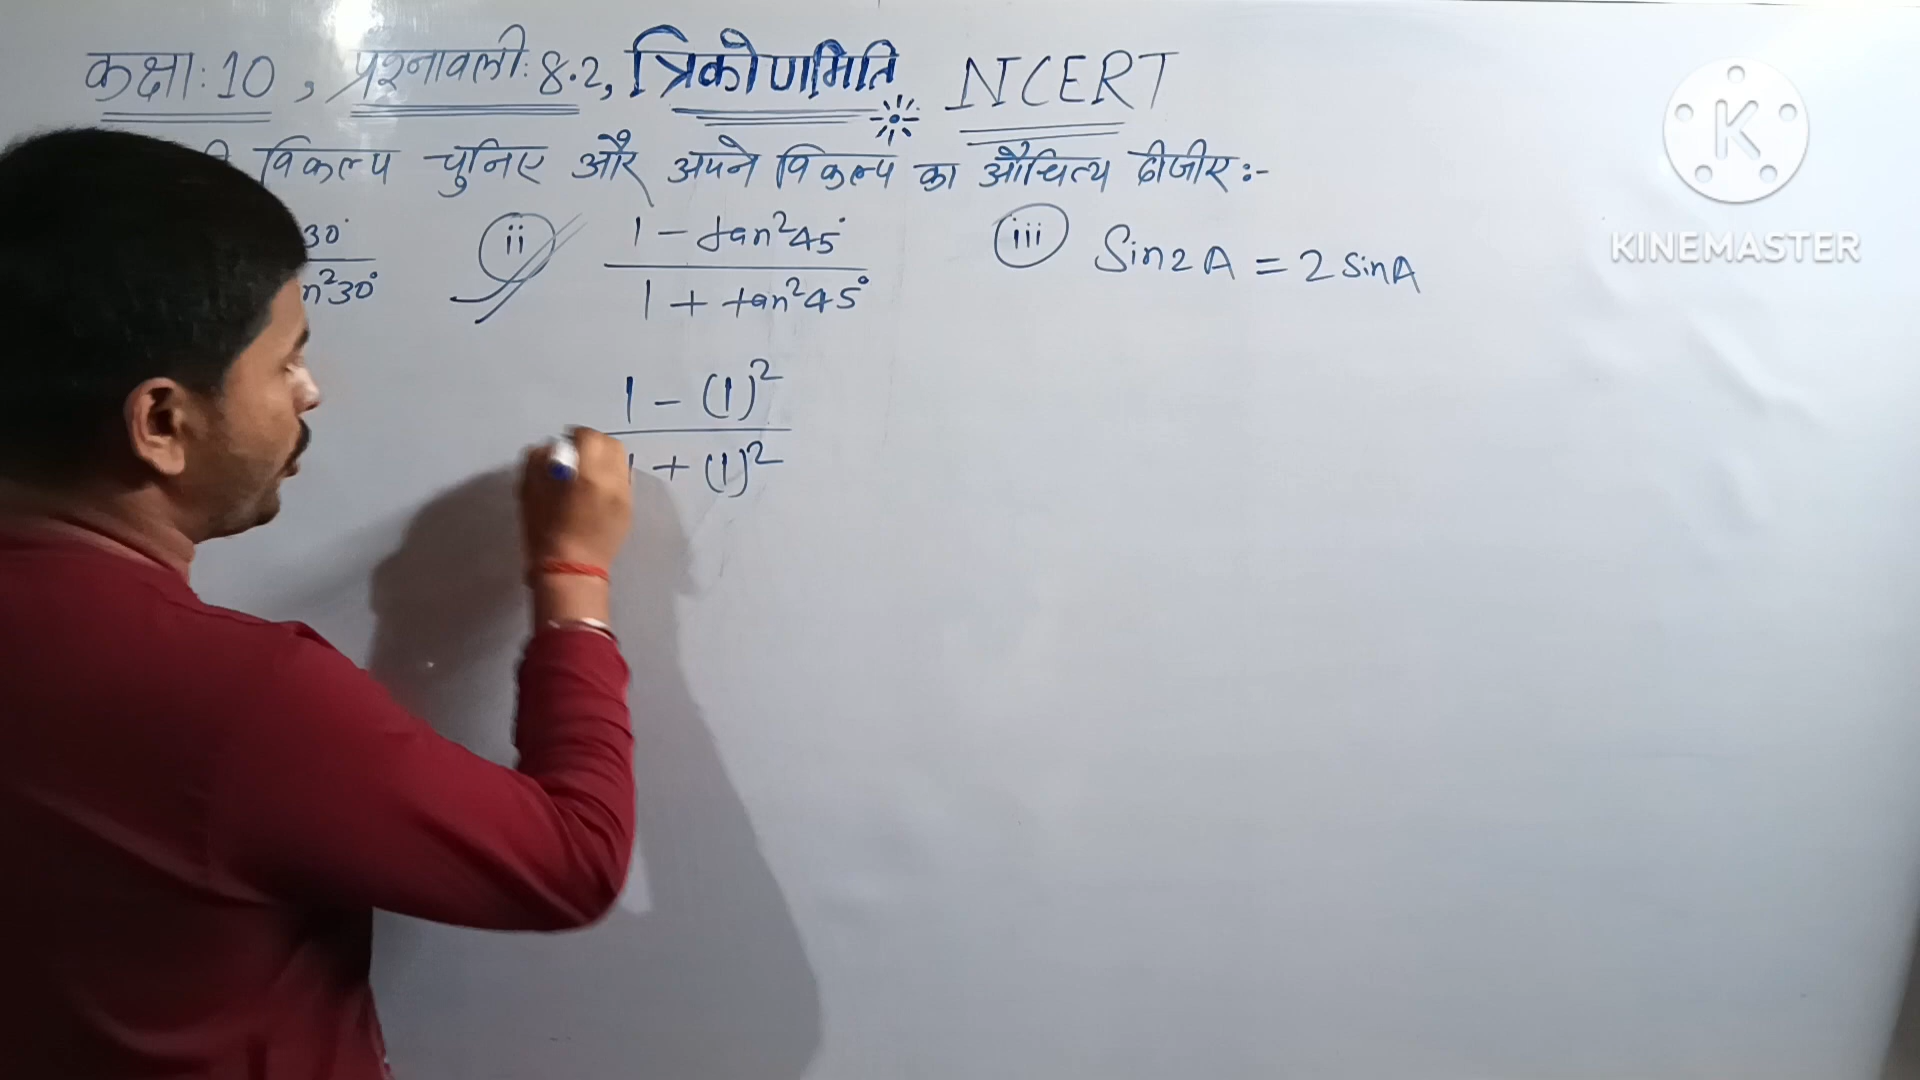 कक्षा: 10, प्रश्नावली: 8.2, त्रिकोणमिति NCERT
विकल्प चुनिए और अपने विकल्प का औचित्य दीजीए:-
30° ii 1 - tan²45° iii Sin2A = 2 sinA
n²30° 1 + tan²45°
1 - (1)²
1 + (1)²
K
KINEMASTER